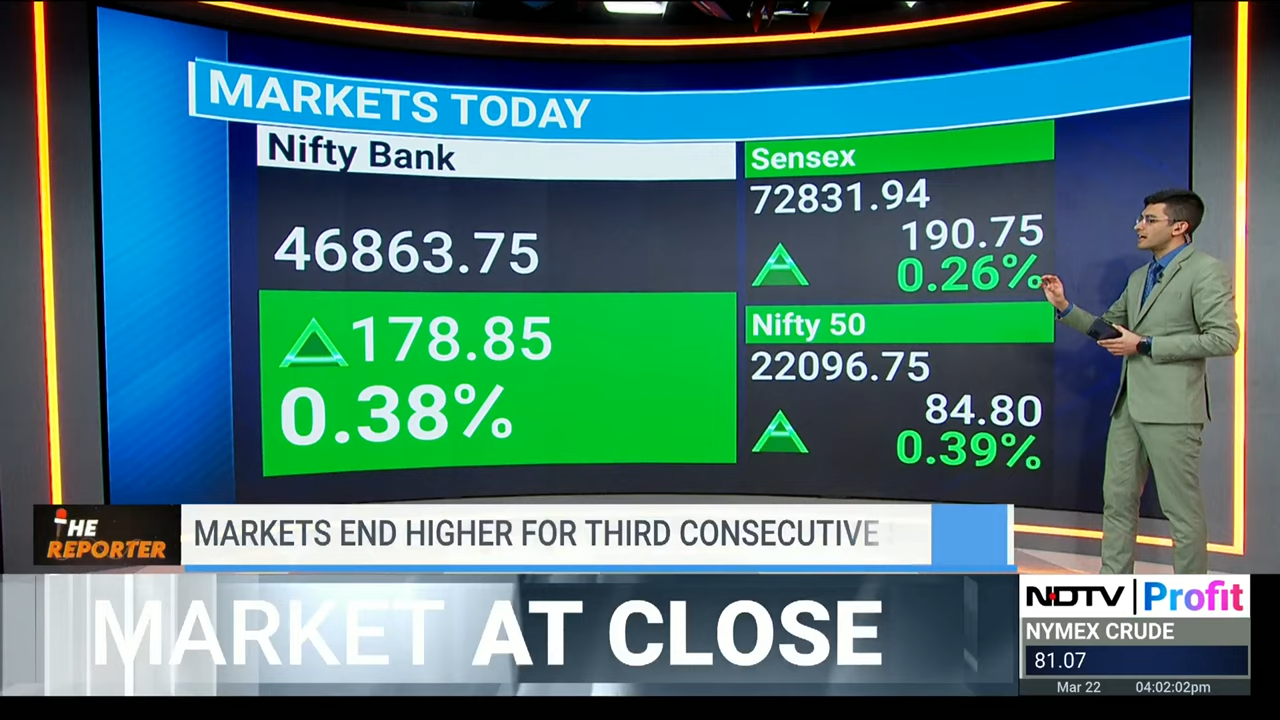 MARKETS TODAY
Nifty Bank
46863.75
178.85
0.38%
Sensex
72831.94
190.75
0.26%
Nifty 50
22096.75
84.80
0.39%
THE
REPORTER
MARKETS END HIGHER FOR THIRD CONSECUTIVE
MARKET AT CLOSE
NDTV Profit
NYMEX CRUDE
81.07
Mar 22 04:02:02pm